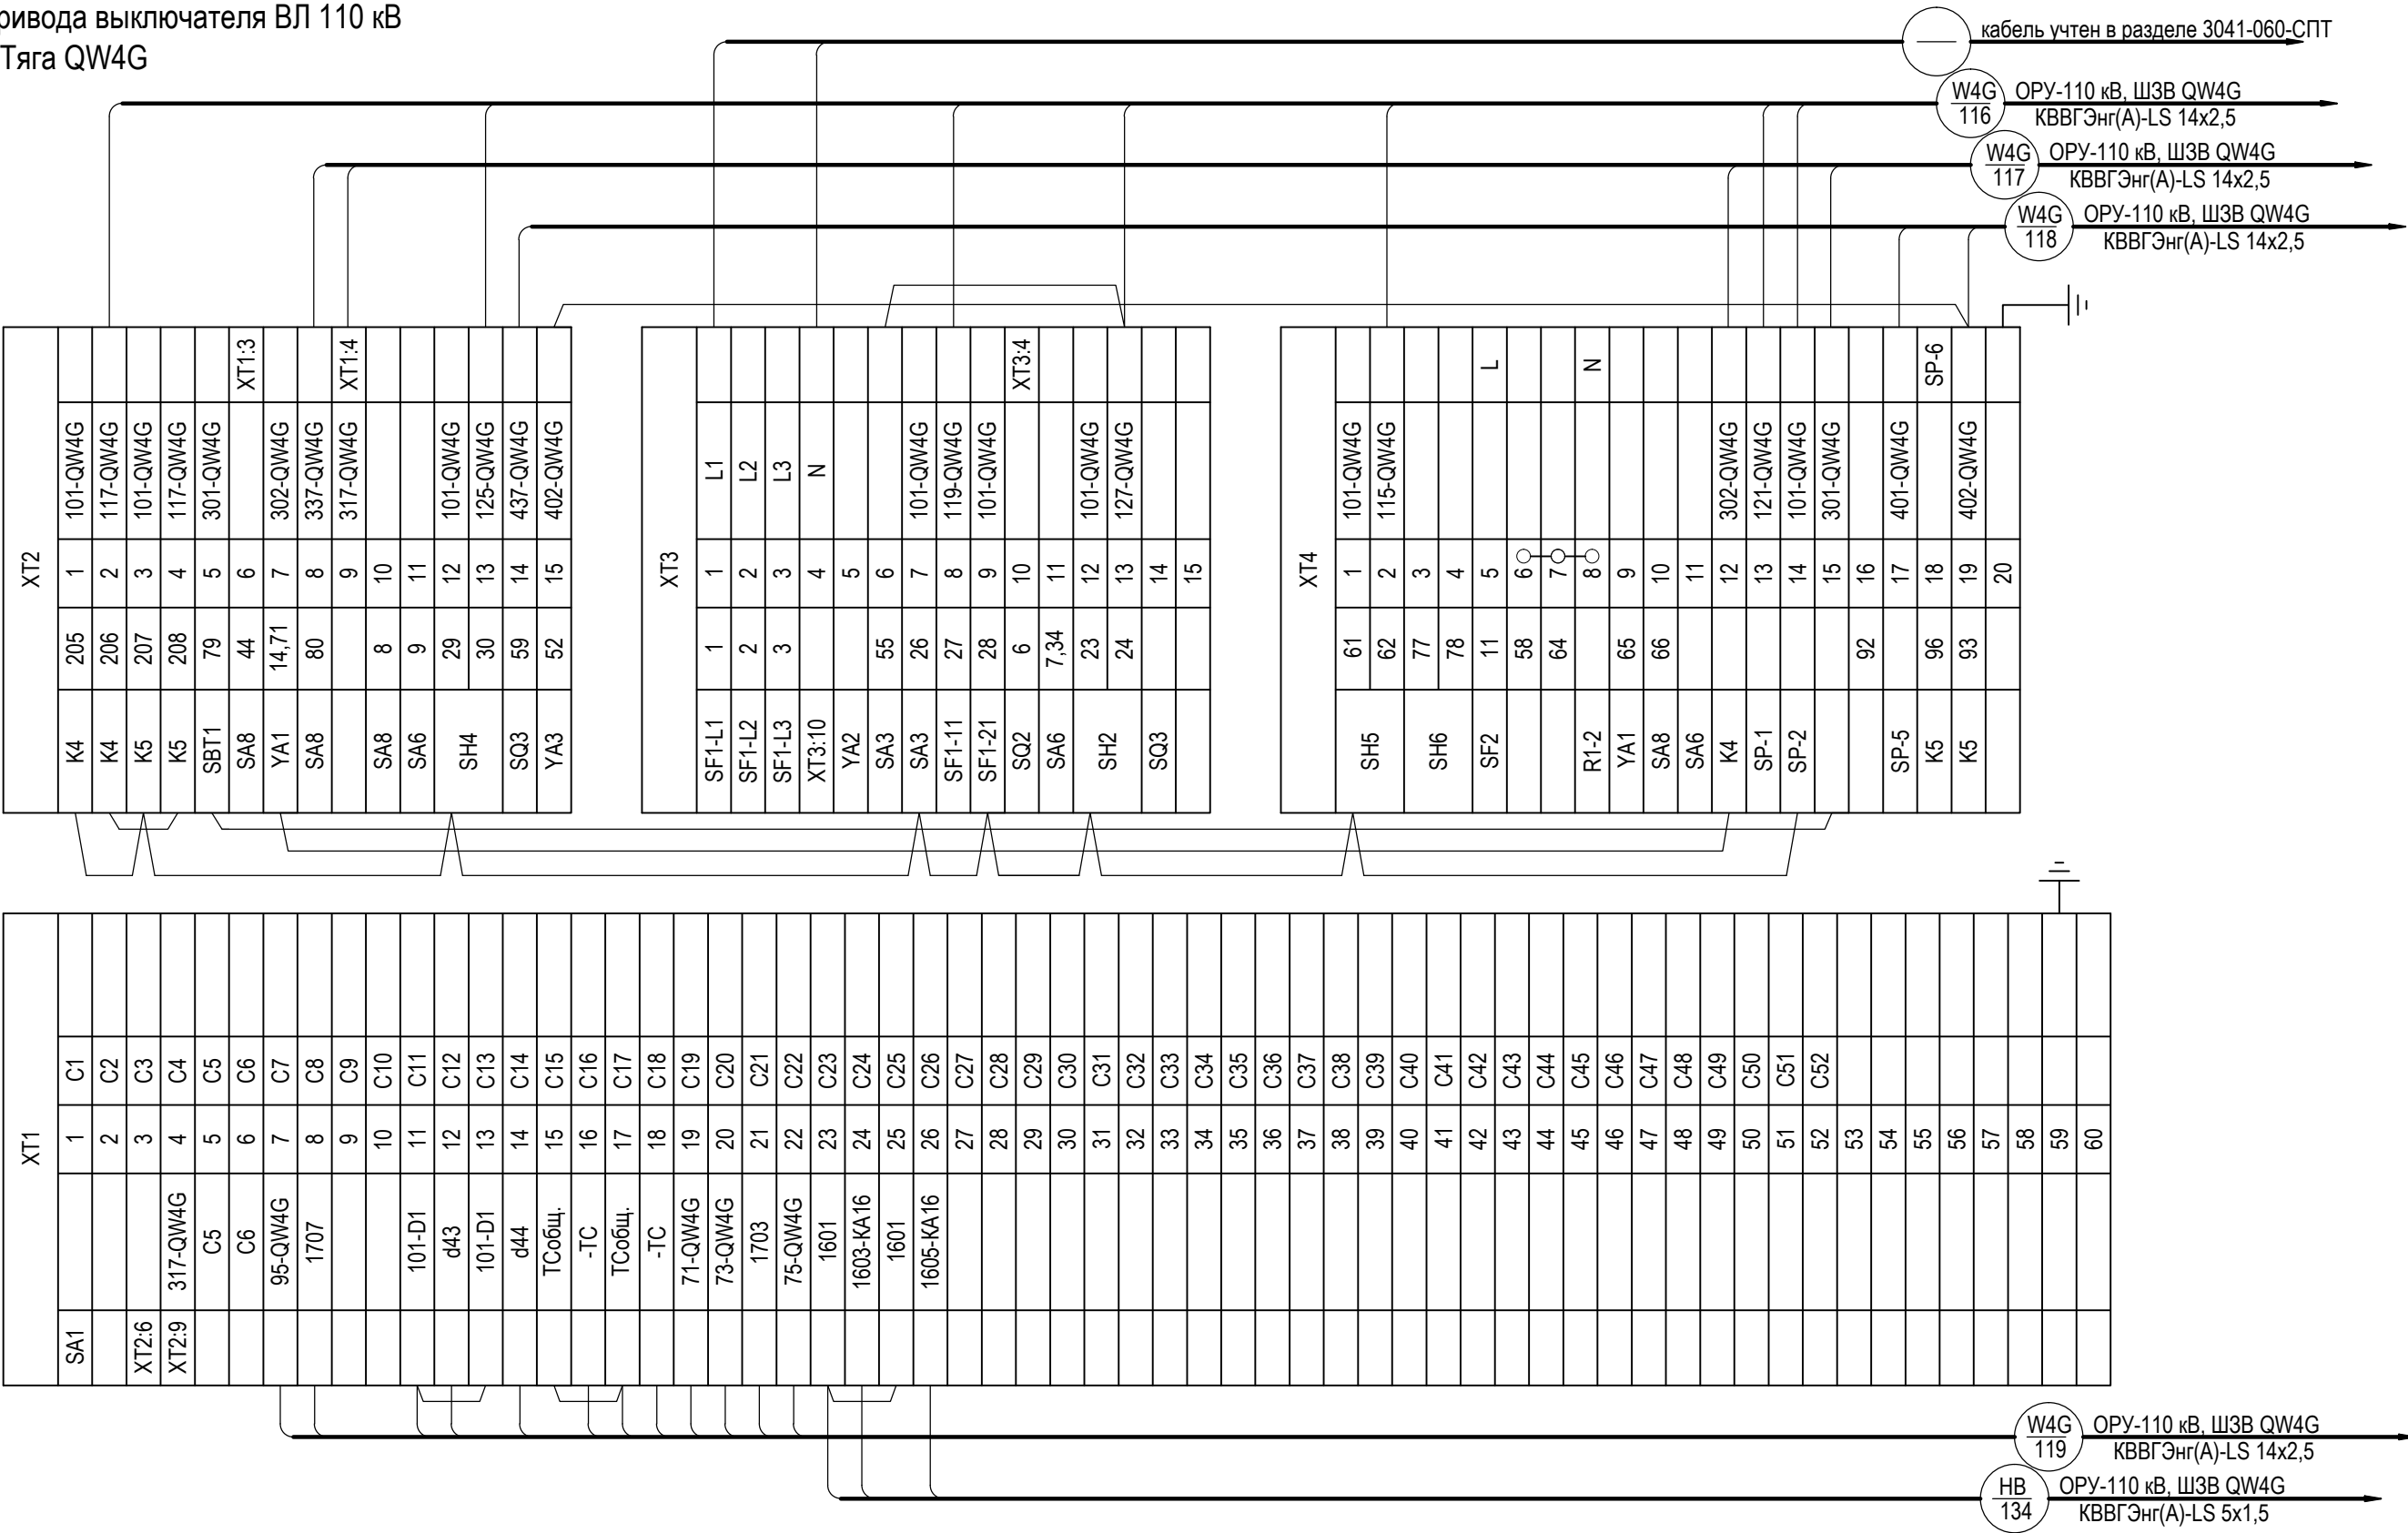 ривода выключателя ВЛ 110 кВ
Тяга QW4G
кабель учтен в разделе 3041-060-СПТ
W4G
116
ОРУ-110 кВ, ШЗВ QW4G
КВВГЭнг(А)-LS 14x2,5
W4G
117
ОРУ-110 кВ, ШЗВ QW4G
КВВГЭнг(А)-LS 14x2,5
W4G
118
ОРУ-110 кВ, ШЗВ QW4G
КВВГЭнг(А)-LS 14x2,5
XT2
K4 205 1 101-QW4G
K4 206 2 117-QW4G
K5 207 3 101-QW4G
K5 208 4 117-QW4G
SBT1 79 5 301-QW4G
SA8 44 6 XT1:3
YA1 14,71 7 302-QW4G
SA8 80 8 337-QW4G
9 317-QW4G XT1:4
SA8 8 10
SA6 9 11
SH4 29 12 101-QW4G
30 13 125-QW4G
SQ3 59 14 437-QW4G
YA3 52 15 402-QW4G
XT3
SF1-L1 1 1 L1
SF1-L2 2 2 L2
SF1-L3 3 3 L3
XT3:10 4 N
YA2 5
SA3 55 6
SA3 26 7 101-QW4G
SF1-11 27 8 119-QW4G
SF1-21 28 9 101-QW4G
SQ2 6 10 XT3:4
SA6 7,34 11
SH2 23 12 101-QW4G
24 13 127-QW4G
SQ3 14
15
XT4
SH5 61 1 101-QW4G
62 2 115-QW4G
SH6 77 3
78 4
SF2 11 5 L
58 6
64 7
R1-2 8 N
YA1 65 9
SA8 66 10
SA6 11
K4 12 302-QW4G
SP-1 13 121-QW4G
SP-2 14 101-QW4G
15 301-QW4G
92 16
SP-5 17 401-QW4G
K5 96 18 SP-6
K5 93 19 402-QW4G
20
XT1
SA1 1 C1
2 C2
XT2:6 3 C3
XT2:9 317-QW4G 4 C4
C5 5 C5
C6 6 C6
95-QW4G 7 C7
1707 8 C8
9 C9
10 C10
101-D1 11 C11
d43 12 C12
101-D1 13 C13
d44 14 C14
ТСобщ. 15 C15
-ТС 16 C16
ТСобщ. 17 C17
-ТС 18 C18
71-QW4G 19 C19
73-QW4G 20 C20
1703 21 C21
75-QW4G 22 C22
1601 23 C23
1603-КА16 24 C24
1601 25 C25
1605-КА16 26 C26
27 C27
28 C28
29 C29
30 C30
31 C31
32 C32
33 C33
34 C34
35 C35
36 C36
37 C37
38 C38
39 C39
40 C40
41 C41
42 C42
43 C43
44 C44
45 C45
46 C46
47 C47
48 C48
49 C49
50 C50
51 C51
52 C52
53
54
55
56
57
58
59
60
W4G
119
ОРУ-110 кВ, ШЗВ QW4G
КВВГЭнг(А)-LS 14x2,5
НВ
134
ОРУ-110 кВ, ШЗВ QW4G
КВВГЭнг(А)-LS 5x1,5